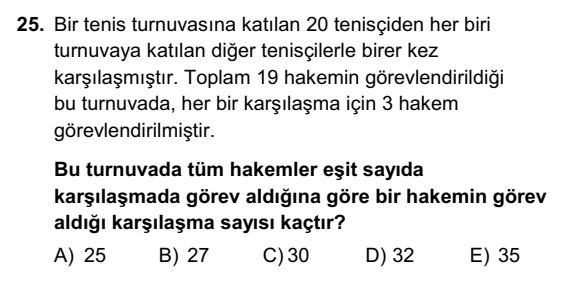 25. Bir tenis turnuvasına katılan 20 tenisçiden her biri
turnuvaya katılan diğer tenisçilerle birer kez
karşılaşmıştır. Toplam 19 hakemin görevlendirildiği
bu turnuvada, her bir karşılaşma için 3 hakem
görevlendirilmiştir.
Bu turnuvada tüm hakemler eşit sayıda
karşılaşmada görev aldığına göre bir hakemin görev
aldığı karşılaşma sayısı kaçtır?
A) 25 B) 27 C) 30 D) 32 E) 35